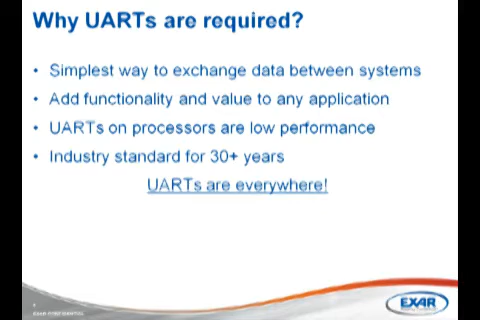 Why UARTs are required?
• Simplest way to exchange data between systems
• Add functionality and value to any application
• UARTs on processors are low performance
• Industry standard for 30+ years
UARTs are everywhere!
EXAR